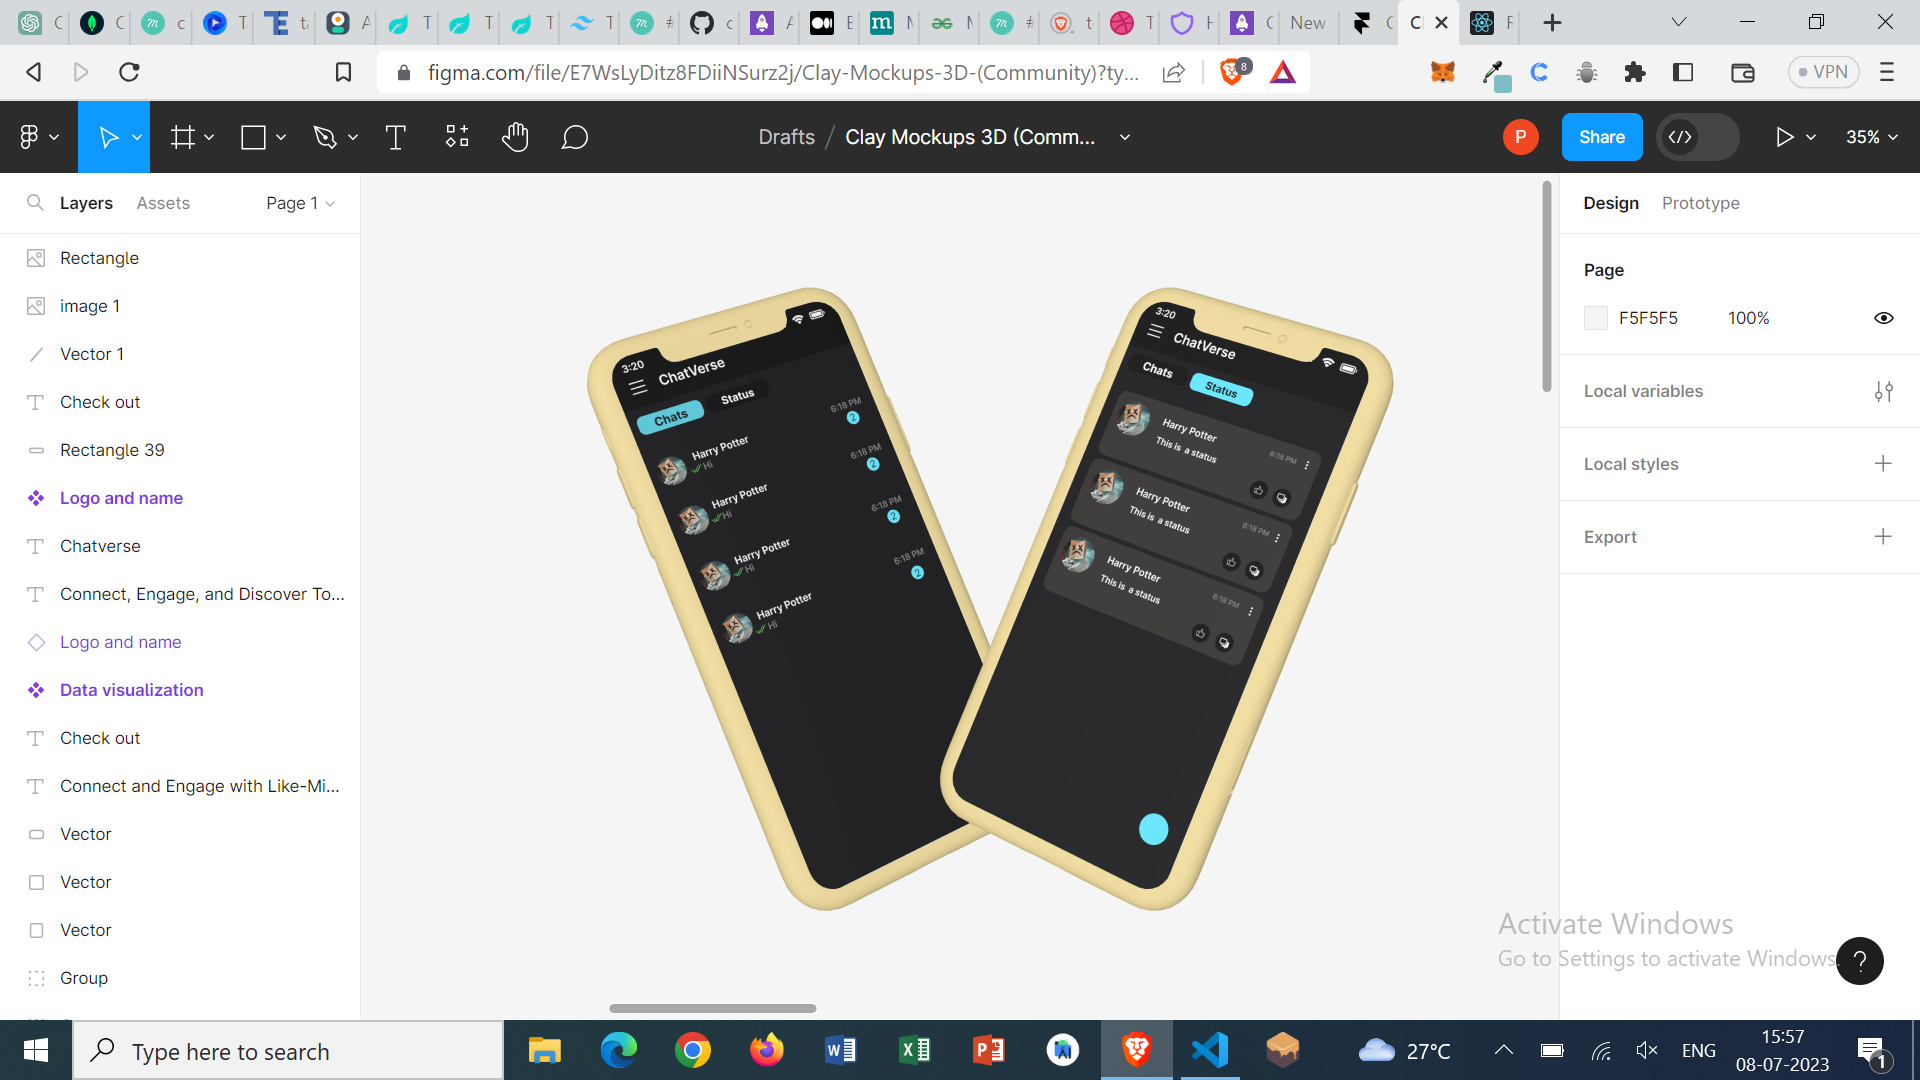 New
figma.com/file/E7WsLyDitz8FDiiNSurz2j/Clay-Mockups-3D-(Community)?ty...
8
VPN
Drafts / Clay Mockups 3D (Comm...
P
Share
35%
Layers
Assets
Page 1
Rectangle
image 1
Vector 1
Check out
Rectangle 39
Logo and name
Chatverse
Connect, Engage, and Discover To...
Logo and name
Data visualization
Check out
Connect and Engage with Like-Mi...
Vector
Vector
Vector
Group
3:20
ChatVerse
Chats
Status
Harry Potter
Hi
6:18 PM
2
Harry Potter
Hi
6:18 PM
2
Harry Potter
Hi
6:18 PM
2
Harry Potter
Hi
6:18 PM
2
3:20
ChatVerse
Chats
Status
Harry Potter
This is a status
6:18 PM
Harry Potter
This is a status
6:18 PM
Harry Potter
This is a status
6:18 PM
Design
Prototype
Page
F5F5F5
100%
Local variables
Local styles
Export
Activate Windows
Go to Settings to activate Windows.
?
Type here to search
27°C
ENG
15:57
08-07-2023
1